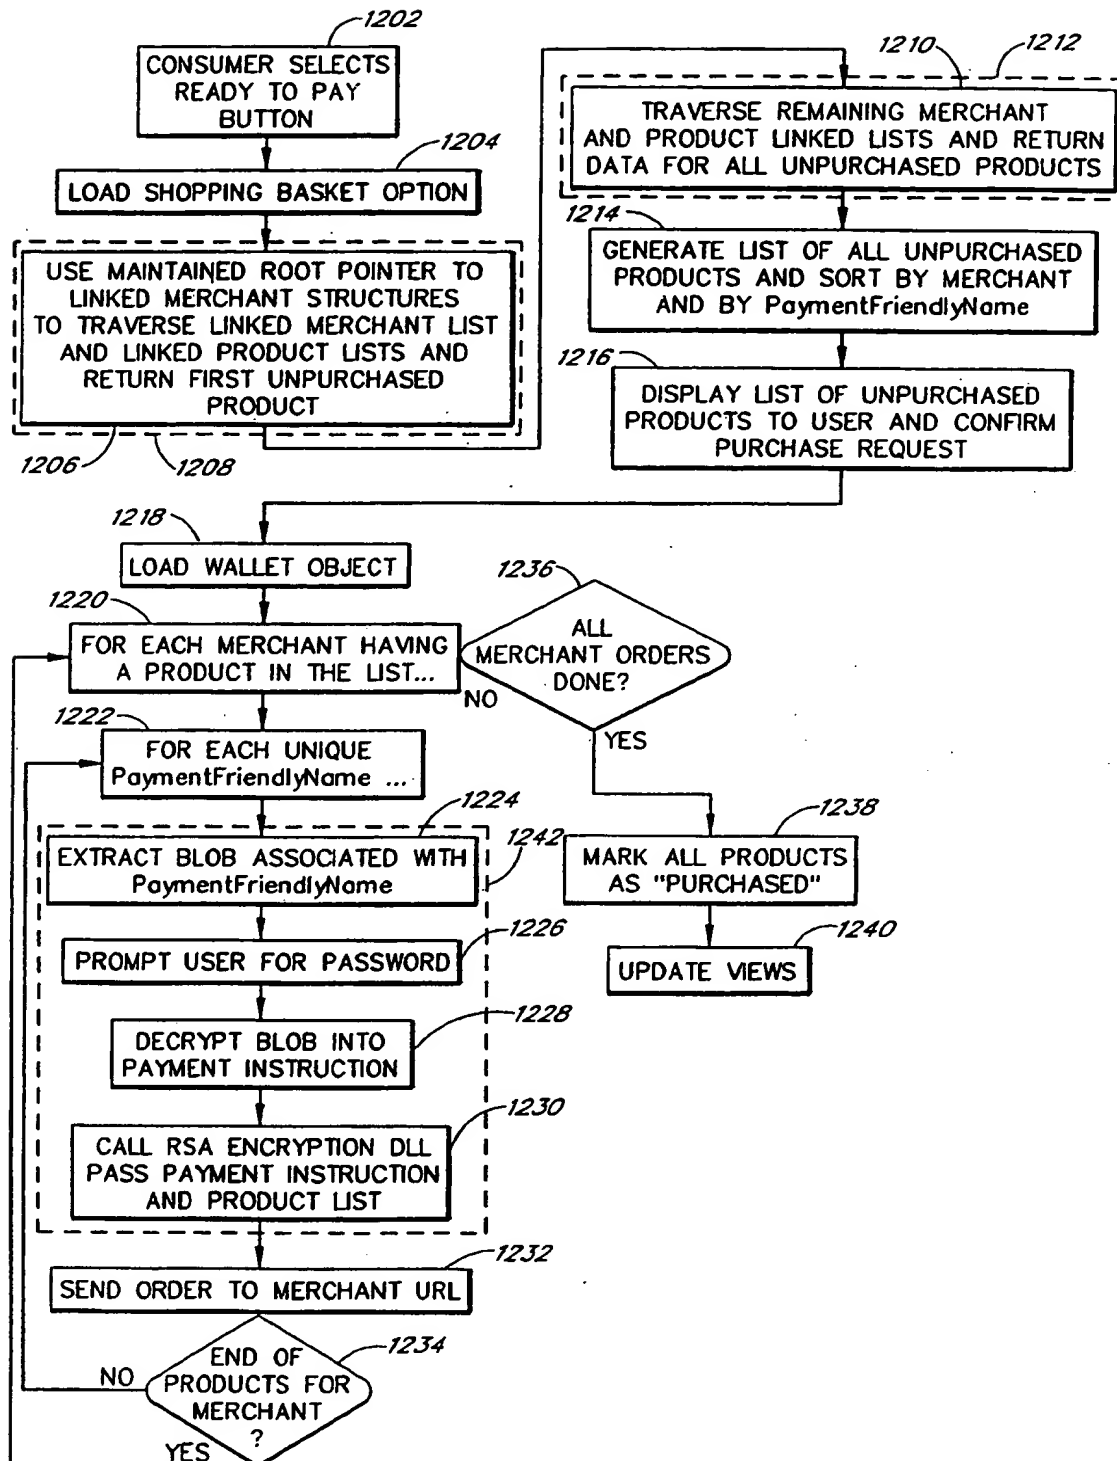 1202
CONSUMER SELECTS
READY TO PAY
BUTTON
1204
LOAD SHOPPING BASKET OPTION
USE MAINTAINED ROOT POINTER TO
LINKED MERCHANT STRUCTURES
TO TRAVERSE LINKED MERCHANT LIST
AND LINKED PRODUCT LISTS AND
RETURN FIRST UNPURCHASED
PRODUCT
1206
1208
1210
1212
TRAVERSE REMAINING MERCHANT
AND PRODUCT LINKED LISTS AND RETURN
DATA FOR ALL UNPURCHASED PRODUCTS
1214
GENERATE LIST OF ALL UNPURCHASED
PRODUCTS AND SORT BY MERCHANT
AND BY PaymentFriendlyName
1216
DISPLAY LIST OF UNPURCHASED
PRODUCTS TO USER AND CONFIRM
PURCHASE REQUEST
1218
LOAD WALLET OBJECT
1220
FOR EACH MERCHANT HAVING
A PRODUCT IN THE LIST...
1236
ALL
MERCHANT ORDERS
DONE?
NO
YES
1222
FOR EACH UNIQUE
PaymentFriendlyName ...
1224
1242
EXTRACT BLOB ASSOCIATED WITH
PaymentFriendlyName
1226
PROMPT USER FOR PASSWORD
1228
DECRYPT BLOB INTO
PAYMENT INSTRUCTION
1230
CALL RSA ENCRYPTION DLL
PASS PAYMENT INSTRUCTION
AND PRODUCT LIST
1232
SEND ORDER TO MERCHANT URL
1234
END OF
PRODUCTS FOR
MERCHANT
?
NO
YES
1238
MARK ALL PRODUCTS
AS "PURCHASED"
1240
UPDATE VIEWS